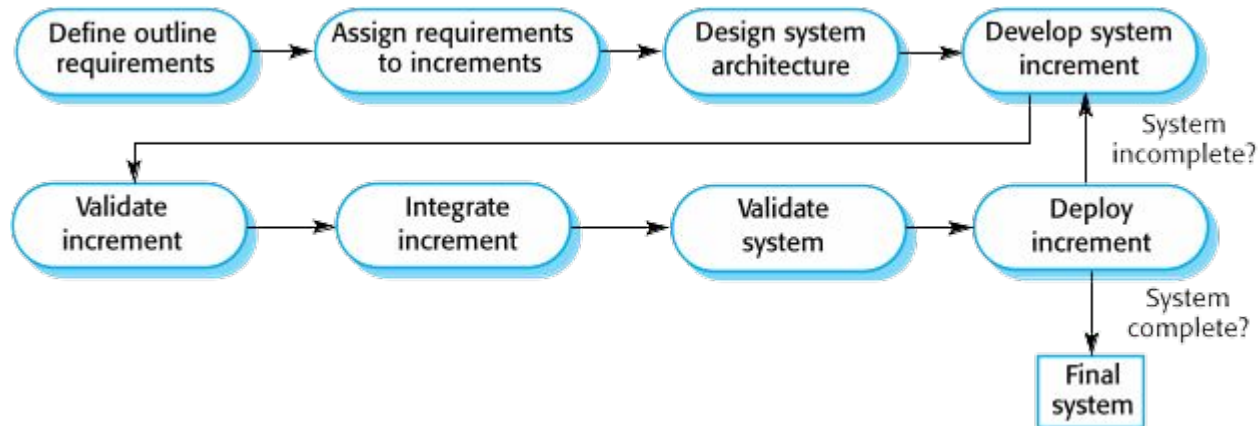 Define outline
requirements
Assign requirements
to increments
Design system
architecture
Develop system
increment
System
incomplete?
Validate
increment
Integrate
increment
Validate
system
Deploy
increment
System
complete?
Final
system